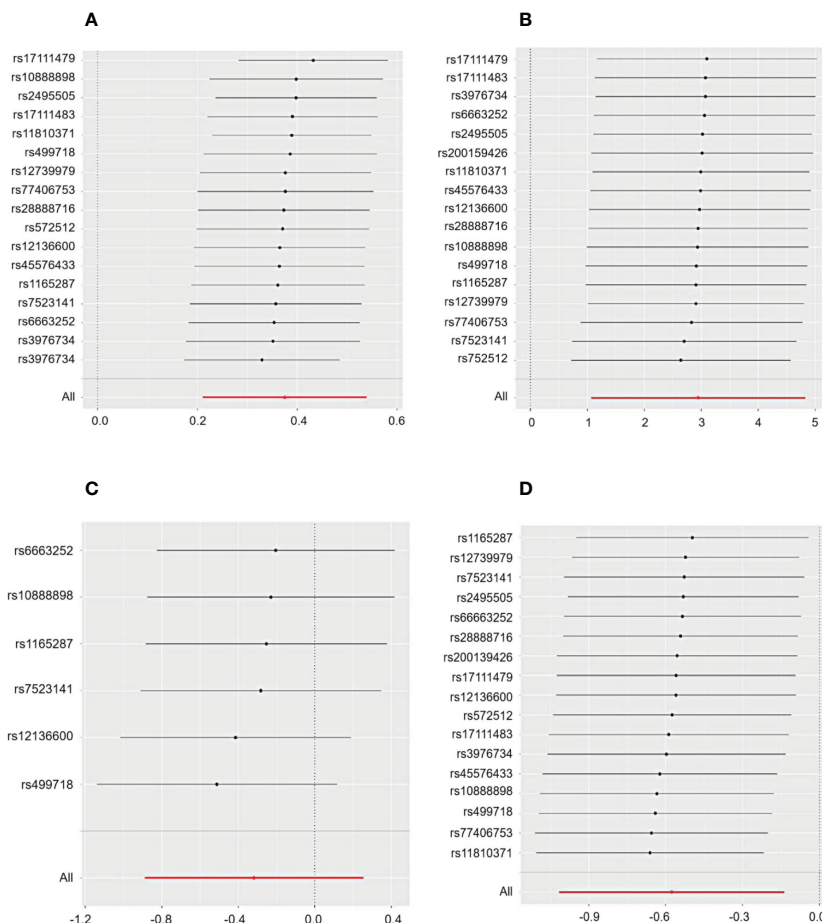 A
rs17111479
rs10888898
rs2495505
rs17111483
rs11810371
rs499718
rs12739979
rs77406753
rs28888716
rs572512
rs12136600
rs45576433
rs1165287
rs7523141
rs6663252
rs3976734
rs3976734
All
0.0 0.2 0.4 0.6
B
rs17111479
rs17111483
rs3976734
rs6663252
rs2495505
rs200159426
rs11810371
rs45576433
rs12136600
rs28888716
rs10888898
rs499718
rs1165287
rs12739979
rs77406753
rs7523141
rs752512
All
0 1 2 3 4 5
C
rs6663252
rs10888898
rs1165287
rs7523141
rs12136600
rs499718
All
-1.2 -0.8 -0.4 0.0 0.4
D
rs1165287
rs12739979
rs7523141
rs2495505
rs66663252
rs28888716
rs200139426
rs17111479
rs12136600
rs572512
rs17111483
rs3976734
rs45576433
rs10888898
rs499718
rs77406753
rs11810371
All
-0.9 -0.6 -0.3 0.0